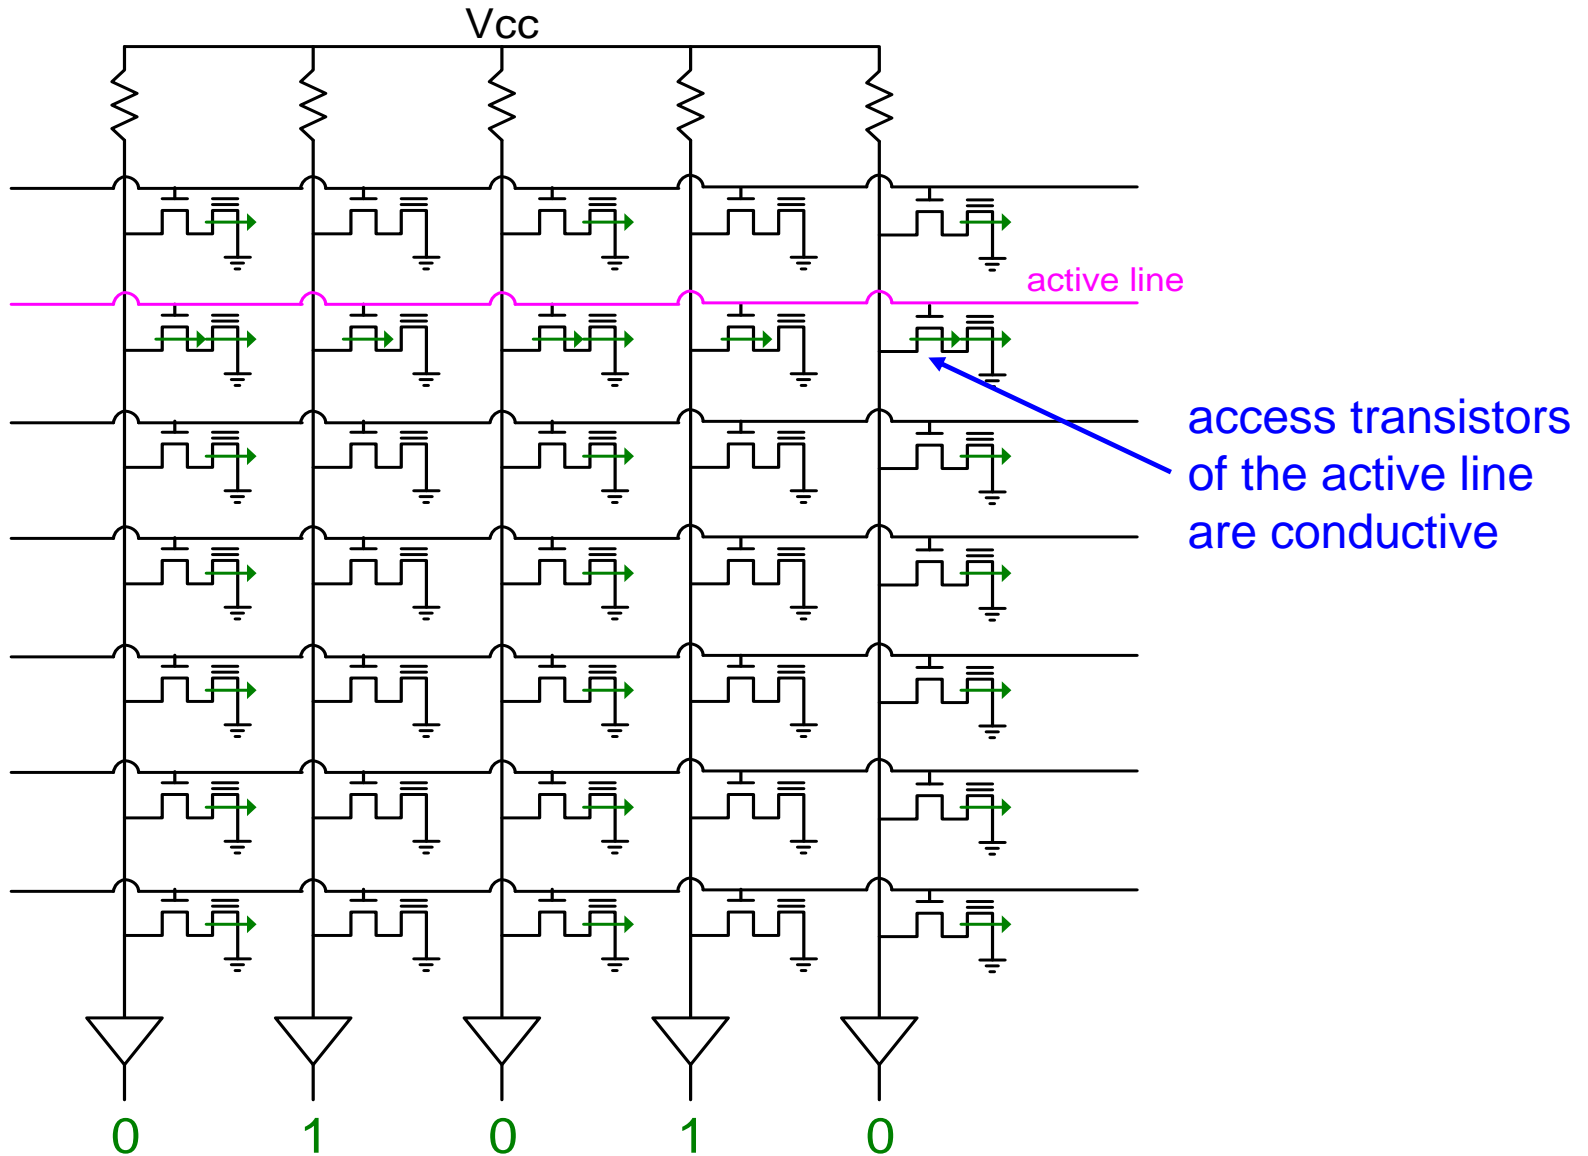 Vcc
active line
access transistors
of the active line
are conductive
0 1 0 1 0